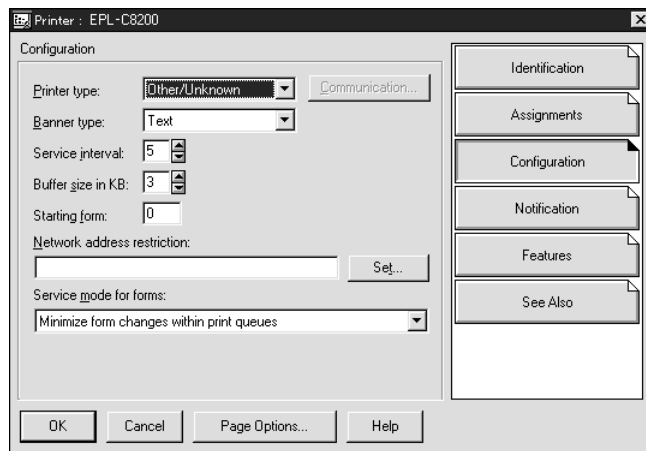 Printer : EPL-C8200
Configuration
Printer type: Other/Unknown Communication...
Banner type: Text
Service interval: 5
Buffer size in KB: 3
Starting form: 0
Network address restriction:
Set...
Service mode for forms:
Minimize form changes within print queues
OK Cancel Page Options... Help
Identification
Assignments
Configuration
Notification
Features
See Also